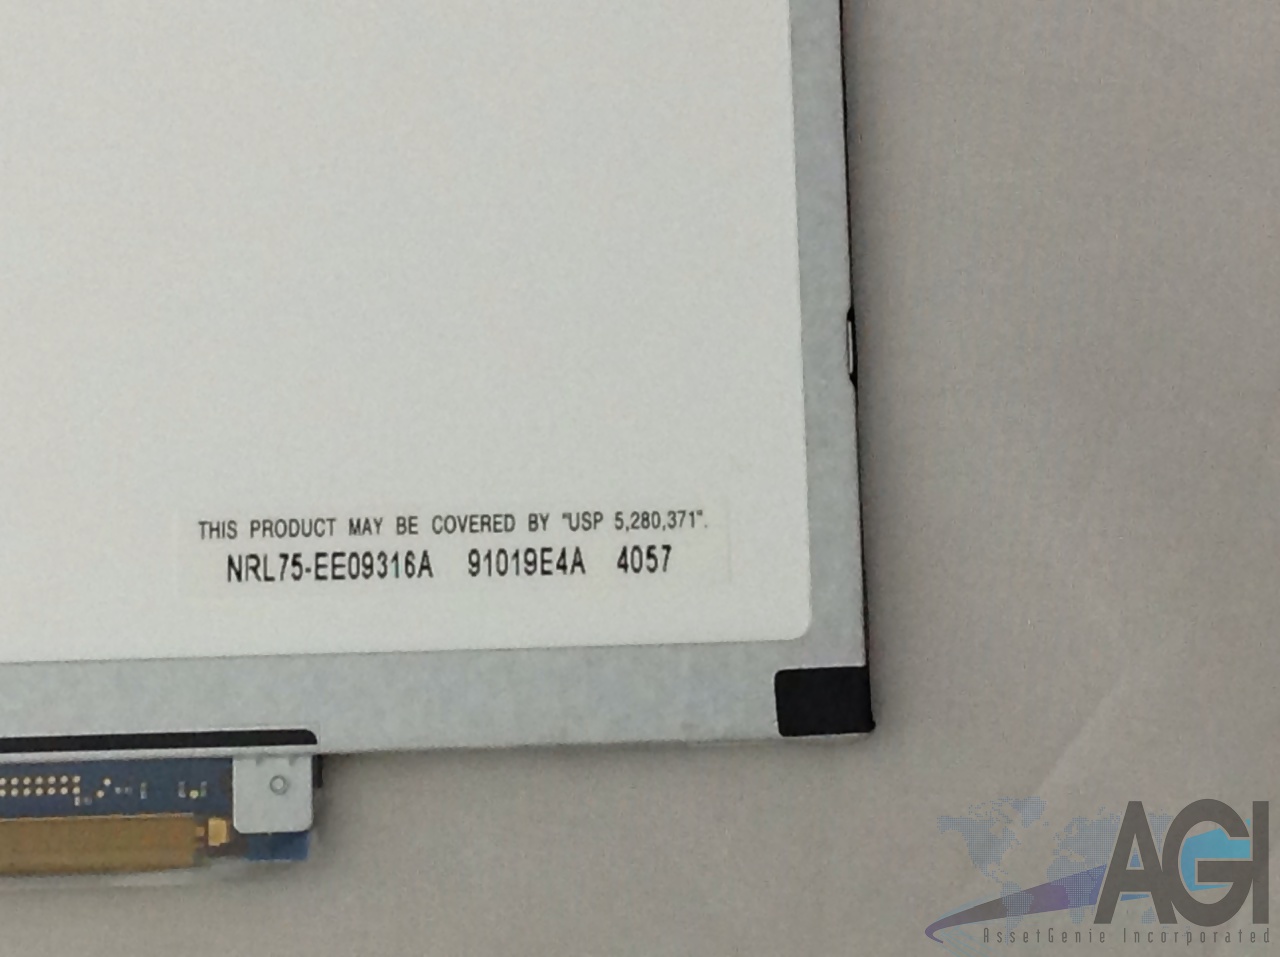 THIS PRODUCT MAY BE COVERED BY "USP 5,280,371".
NRL75-EE09316A 91019E4A 4057
AGI
AssetGenie Incorporated